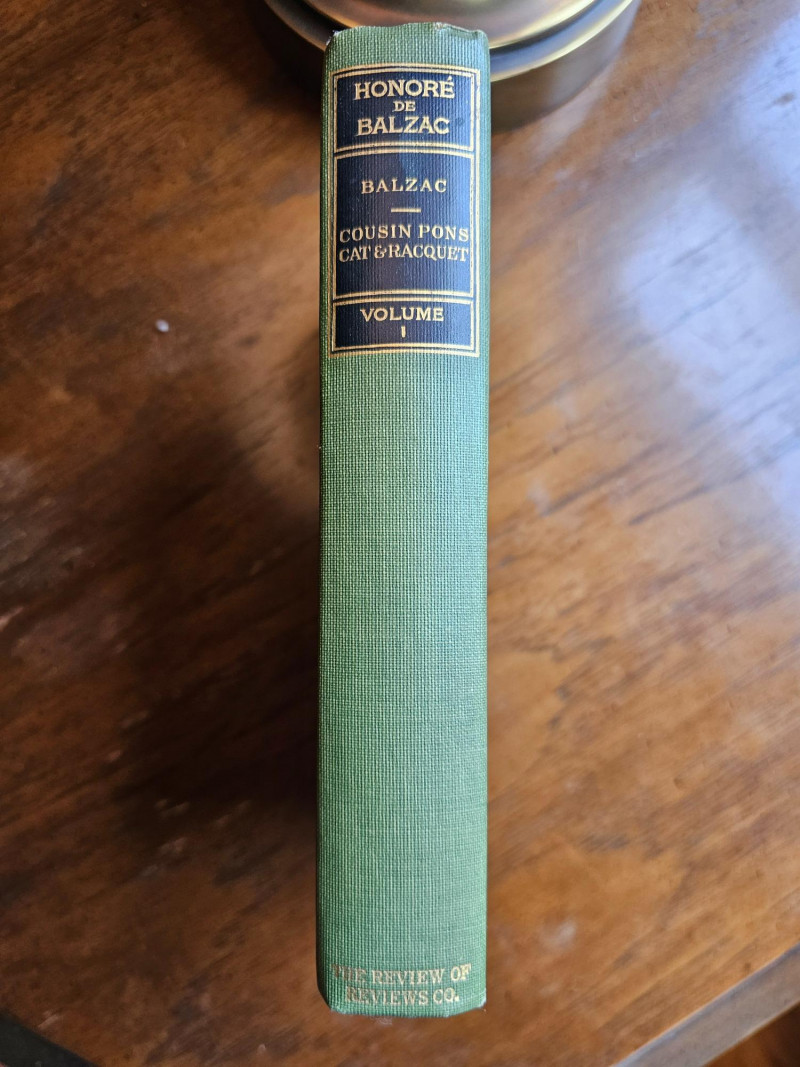 HONORÉ
DE
BALZAC
BALZAC
COUSIN PONS
CAT & RACQUET
VOLUME
I
THE REVIEW OF
REVIEWS CO.